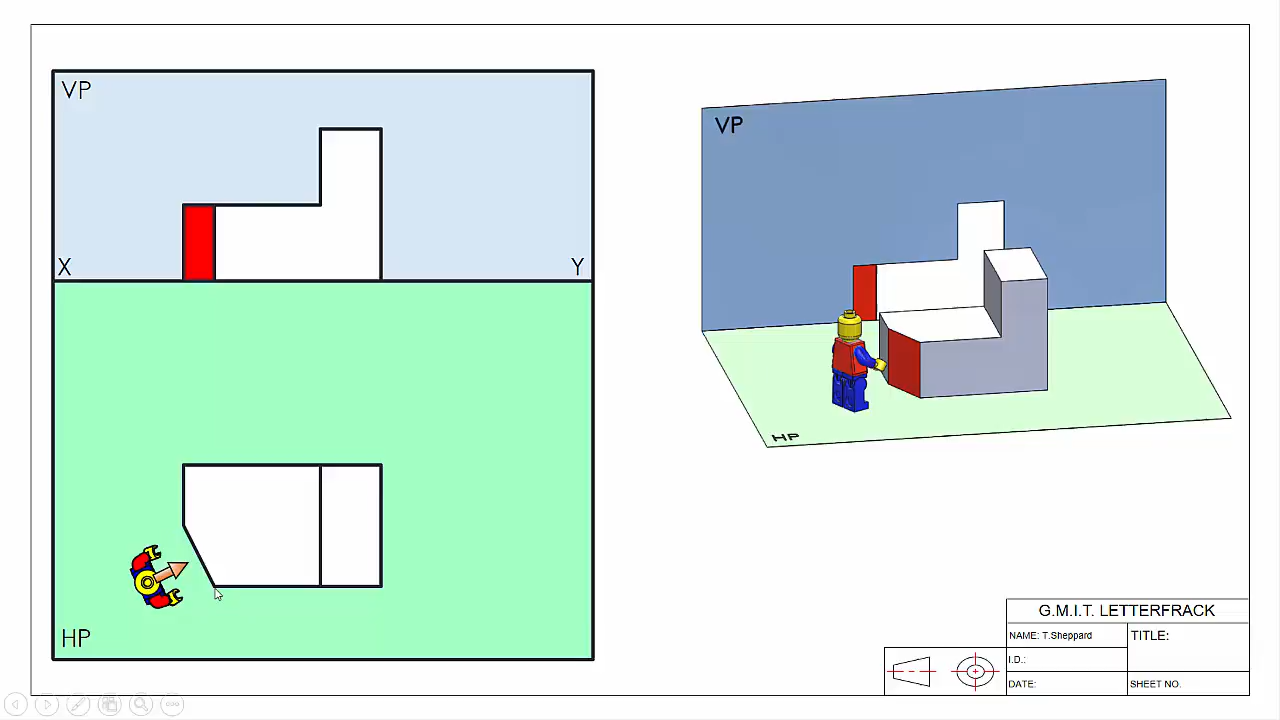 VP
X
Y
HP
VP
HP
G.M.I.T. LETTERFRACK
NAME: T.Sheppard
TITLE:
I.D.:
DATE:
SHEET NO.